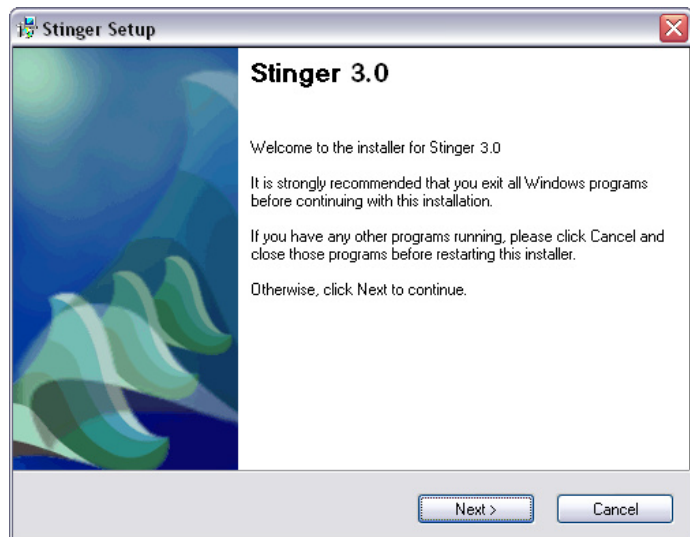 Stinger Setup
Stinger 3.0
Welcome to the installer for Stinger 3.0
It is strongly recommended that you exit all Windows programs
before continuing with this installation.
If you have any other programs running, please click Cancel and
close those programs before restarting this installer.
Otherwise, click Next to continue.
Next >
Cancel